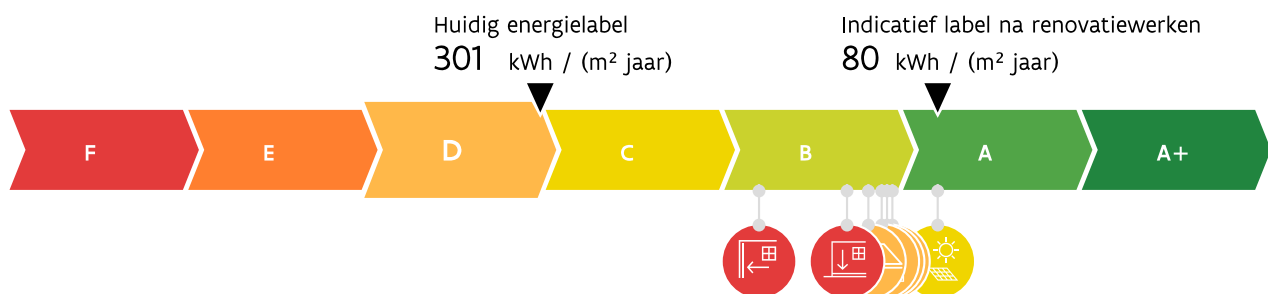 Huidig energielabel
301 kWh / (m² jaar)
Indicatief label na renovatiewerken
80 kWh / (m² jaar)
F E D C B A A+